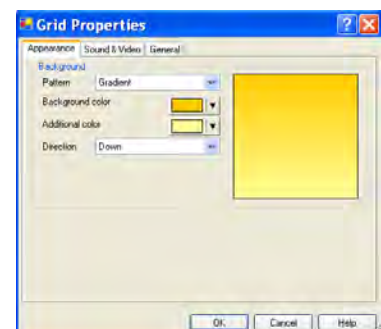 Grid Properties
Appearance Sound & Video General
Background
Pattern Gradient
Background color
Additional color
Direction Down
OK Cancel Help